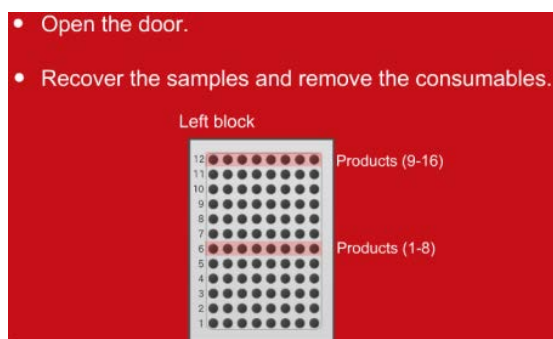 • Open the door.
• Recover the samples and remove the consumables.
Left block
12 Products (9-16)
11
10
9
8
7
6 Products (1-8)
5
4
3
2
1